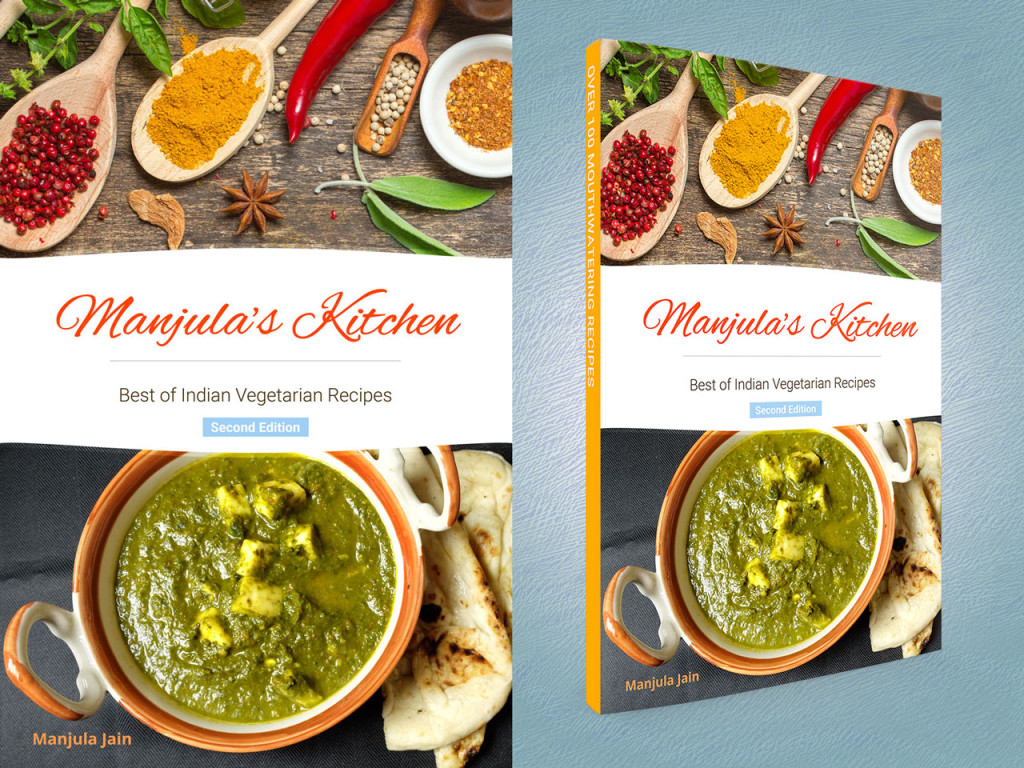 Manjula's Kitchen
Best of Indian Vegetarian Recipes
Second Edition
Manjula Jain
OVER 100 MOUTHWATERING RECIPES
Manjula's Kitchen
Best of Indian Vegetarian Recipes
Second Edition
Manjula Jain